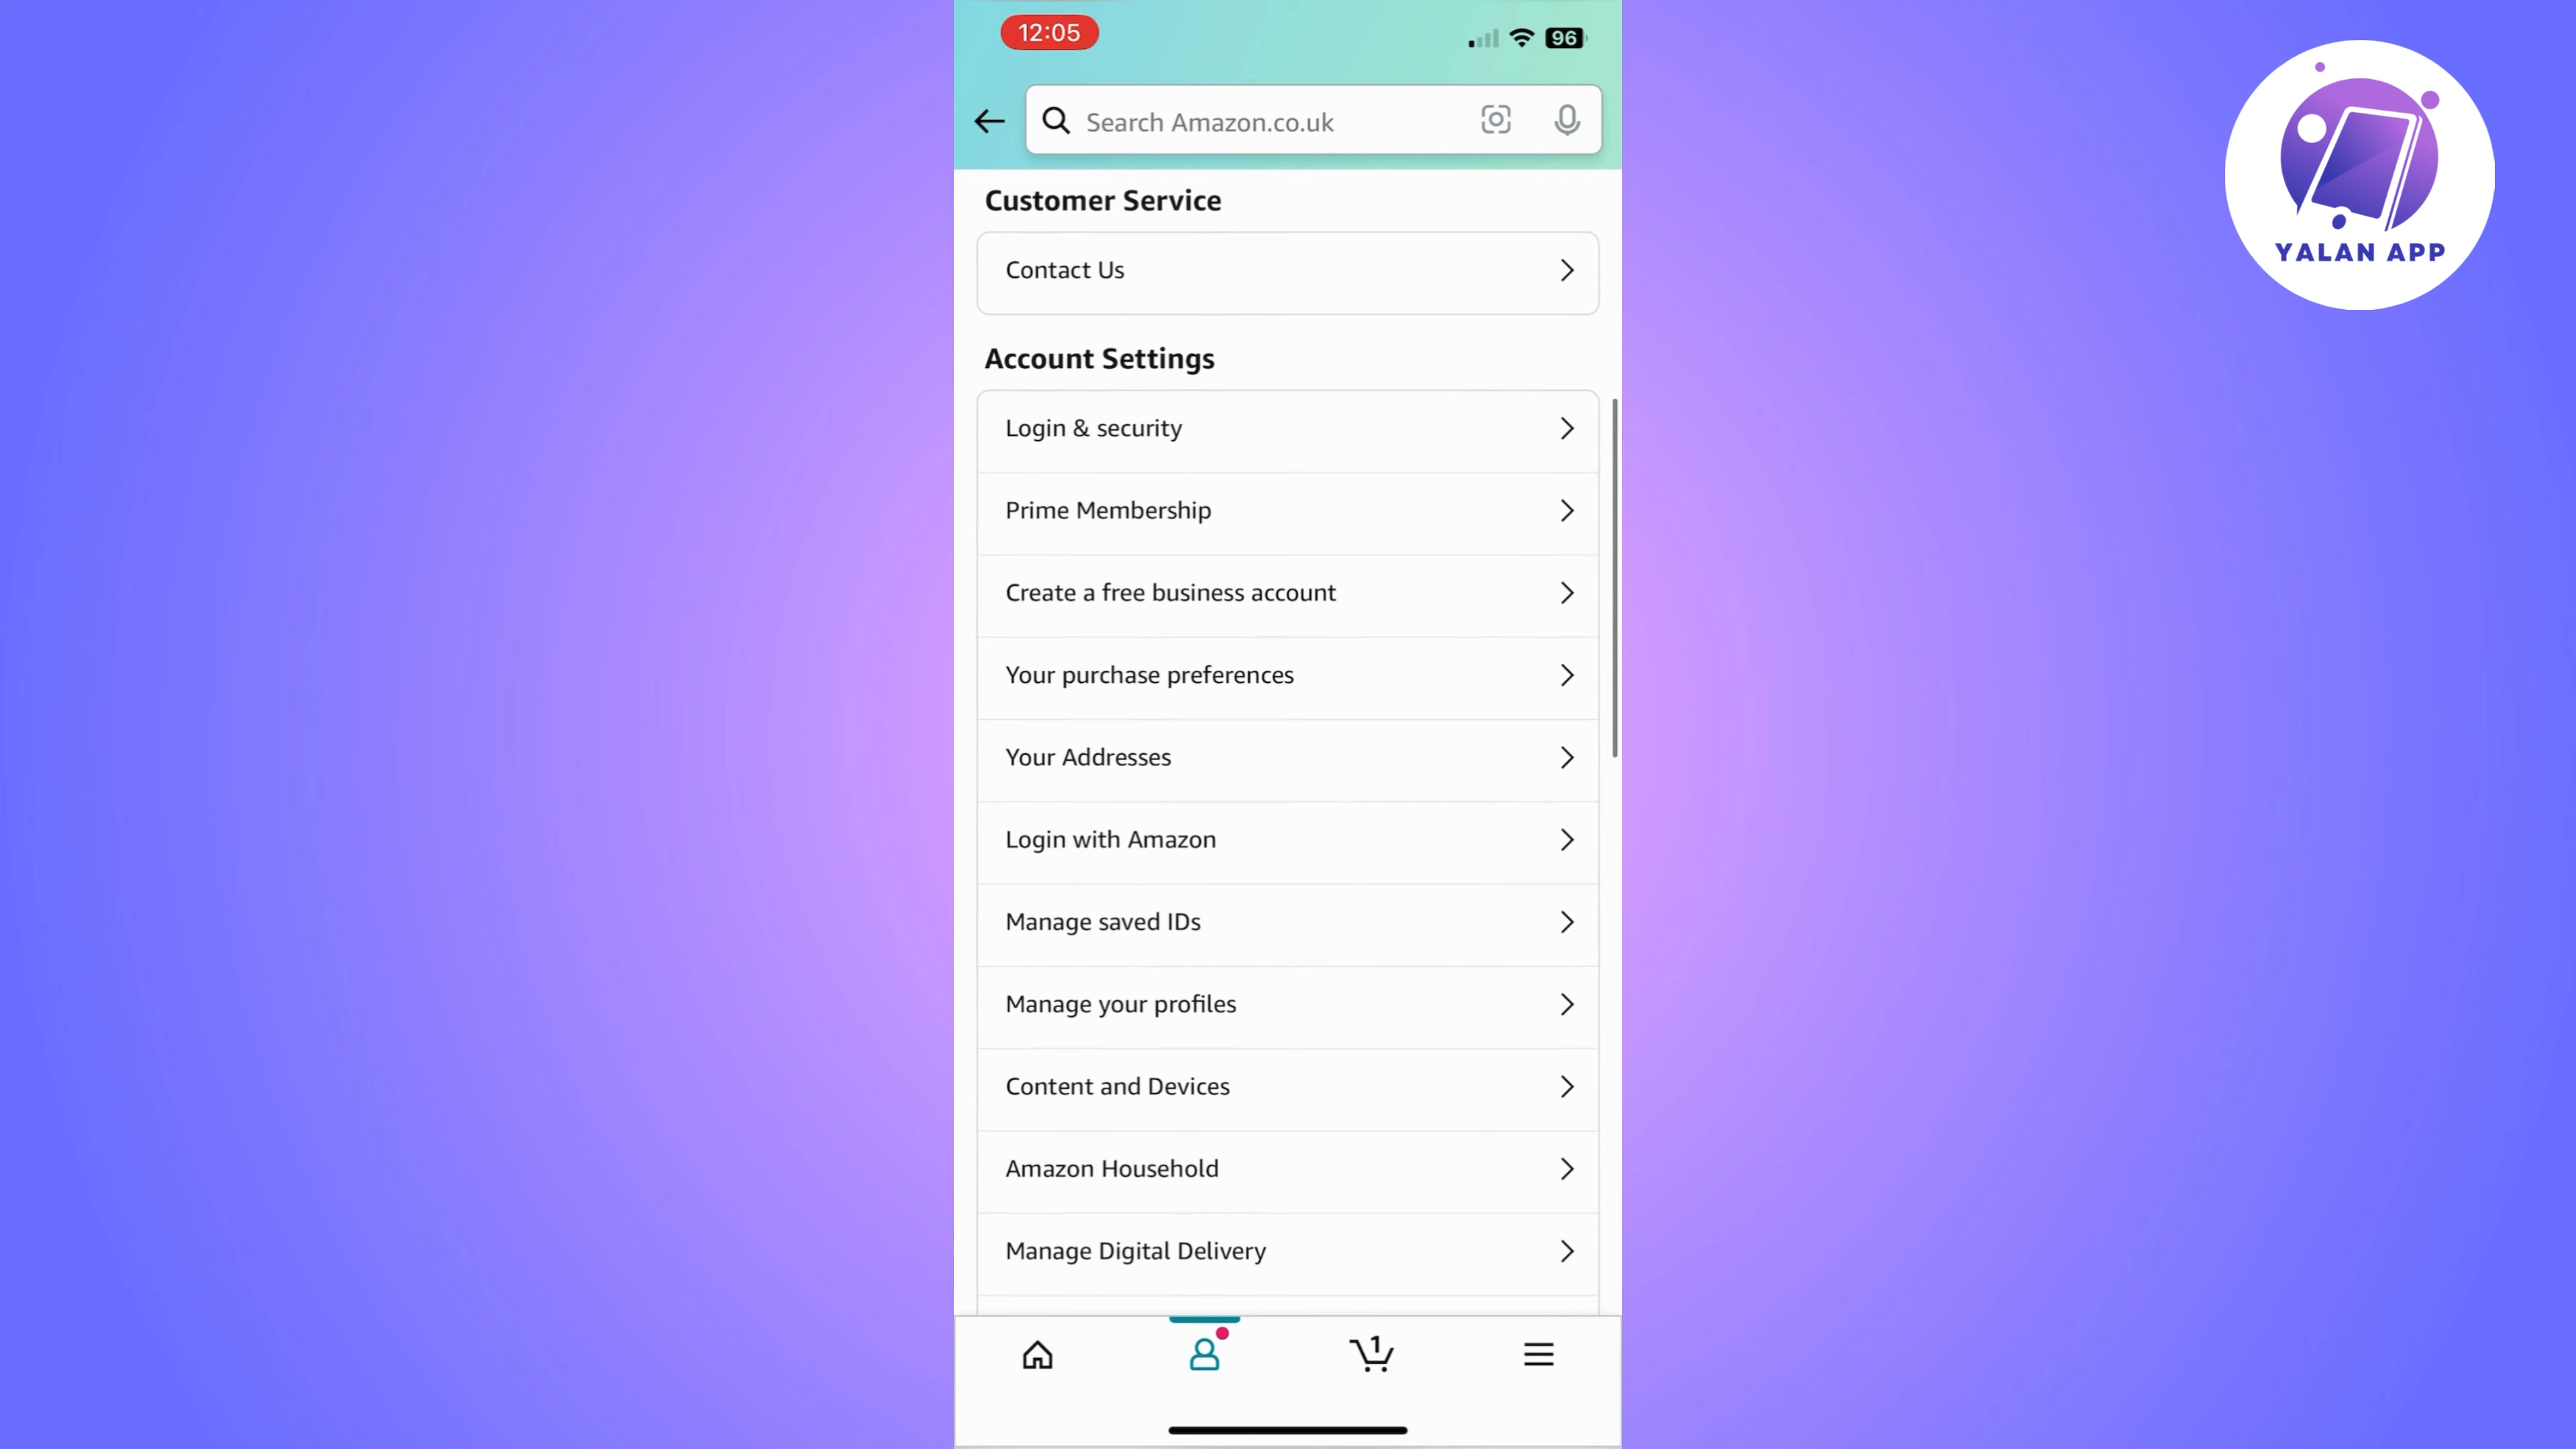 12:05
96
Search Amazon.co.uk
YALAN APP
Customer Service
Contact Us
Account Settings
Login & security
Prime Membership
Create a free business account
Your purchase preferences
Your Addresses
Login with Amazon
Manage saved IDs
Manage your profiles
Content and Devices
Amazon Household
Manage Digital Delivery
1